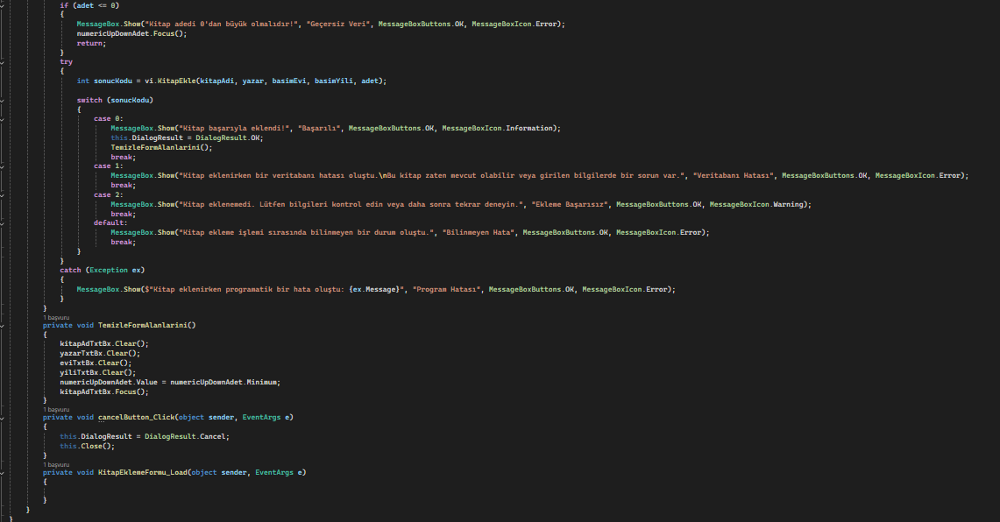 if (adet <= 0)
{
MessageBox.Show("Kitap adedi 0'dan büyük olmalıdır!", "Geçersiz Veri", MessageBoxButtons.OK, MessageBoxIcon.Error);
numericUpDownAdet.Focus();
return;
}
try
{
int sonucKodu = vi.KitapEkle(kitapAdi, yazar, basimEvi, basimYili, adet);
switch (sonucKodu)
{
case 0:
MessageBox.Show("Kitap başarıyla eklendi!", "Başarılı", MessageBoxButtons.OK, MessageBoxIcon.Information);
this.DialogResult = DialogResult.OK;
TemizleFormAlanlarini();
break;
case 1:
MessageBox.Show("Kitap eklenirken bir veritabanı hatası oluştu.\nBu kitap zaten mevcut olabilir veya girilen bilgilerde bir sorun var.", "Veritabanı Hatası", MessageBoxButtons.OK, MessageBoxIcon.Error);
break;
case 2:
MessageBox.Show("Kitap eklenemedi. Lütfen bilgileri kontrol edin veya daha sonra tekrar deneyin.", "Ekleme Başarısız", MessageBoxButtons.OK, MessageBoxIcon.Warning);
break;
default:
MessageBox.Show("Kitap ekleme işlemi sırasında bilinmeyen bir durum oluştu.", "Bilinmeyen Hata", MessageBoxButtons.OK, MessageBoxIcon.Error);
break;
}
}
catch (Exception ex)
{
MessageBox.Show($"Kitap eklenirken programatik bir hata oluştu: {ex.Message}", "Program Hatası", MessageBoxButtons.OK, MessageBoxIcon.Error);
}
}
1 başvuru
private void TemizleFormAlanlarini()
{
kitapAdTxtBx.Clear();
yazarTxtBx.Clear();
eviTxtBx.Clear();
yiliTxtBx.Clear();
numericUpDownAdet.Value = numericUpDownAdet.Minimum;
kitapAdTxtBx.Focus();
}
1 başvuru
private void cancelButton_Click(object sender, EventArgs e)
{
this.DialogResult = DialogResult.Cancel;
this.Close();
}
1 başvuru
private void KitapEklemeFormu_Load(object sender, EventArgs e)
{
}
}
}